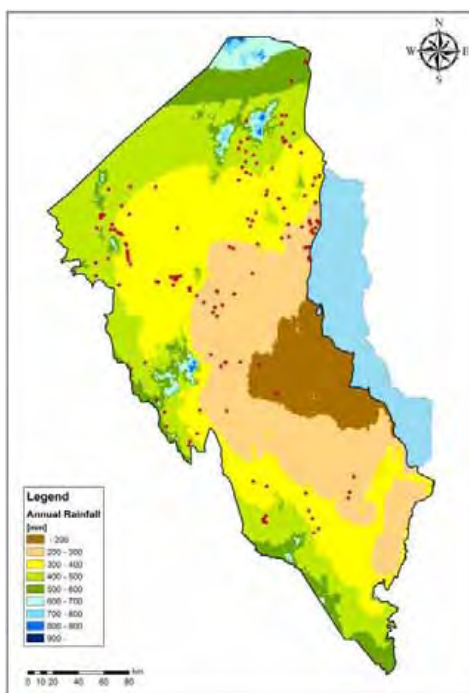 N
W E
S
Legend
Annual Rainfall
[mm]
- 200
200 - 300
300 - 400
400 - 500
500 - 600
600 - 700
700 - 800
800 - 900
900 -
km
0 10 20 40 60 80